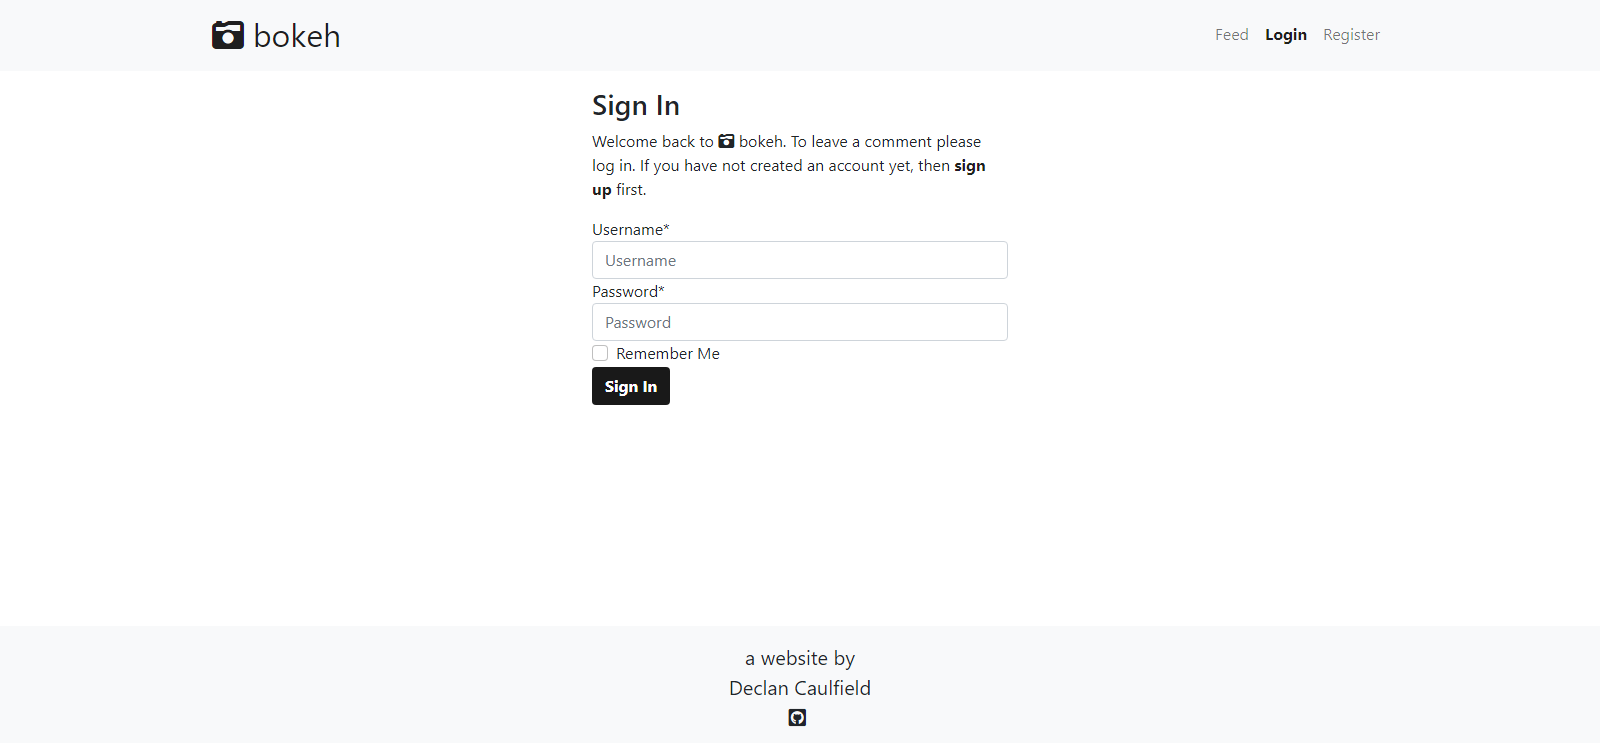 bokeh
Feed Login Register
Sign In
Welcome back to bokeh. To leave a comment please
log in. If you have not created an account yet, then sign
up first.
Username*
Username
Password*
Password
Remember Me
Sign In
a website by
Declan Caulfield